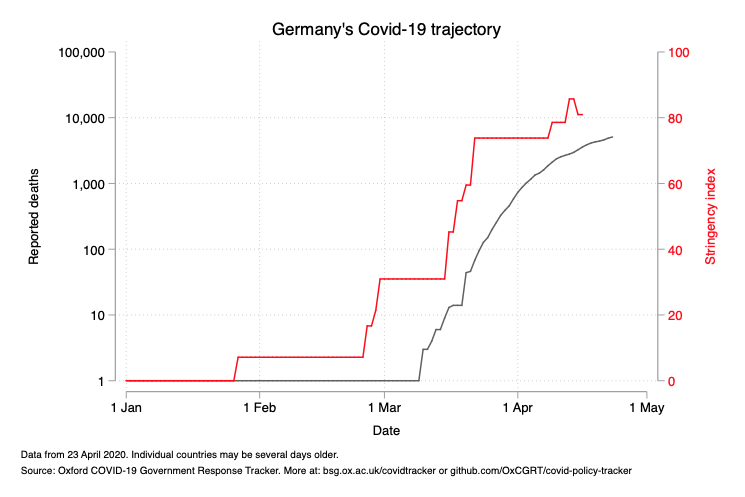 Germany's Covid-19 trajectory
100,000
10,000
1,000
100
10
1
Reported deaths
100
80
60
40
20
0
Stringency index
1 Jan 1 Feb 1 Mar 1 Apr 1 May
Date
Data from 23 April 2020. Individual countries may be several days older.
Source: Oxford COVID-19 Government Response Tracker. More at: bsg.ox.ac.uk/covidtracker or github.com/OxCGRT/covid-policy-tracker